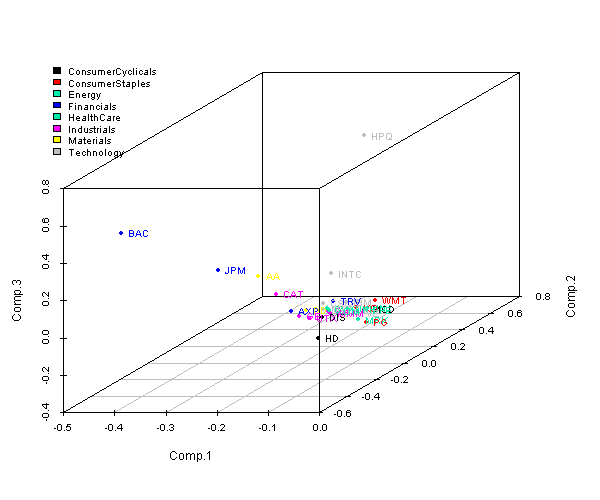 ConsumerCyclicals
ConsumerStaples
Energy
Financials
HealthCare
Industrials
Materials
Technology
HPQ
BAC
JPM
AA
INTC
CAT
TRV
WMT
AXP
DIS
PG
HD
Comp.3
0.8
0.6
0.4
0.2
0.0
-0.2
-0.4
-0.5
-0.4
-0.3
-0.2
-0.1
0.0
Comp.1
-0.6
-0.4
-0.2
0.0
0.2
0.4
0.6
0.8
Comp.2